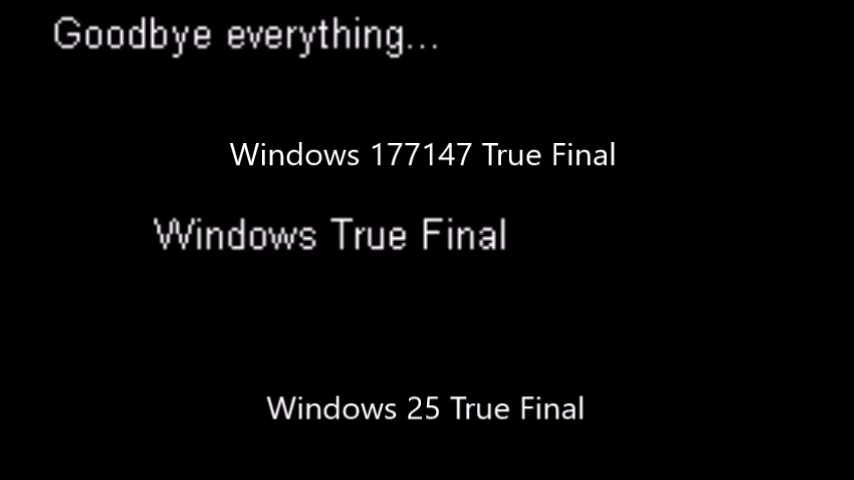 Goodbye everything...
Windows 177147 True Final
Windows True Final
Windows 25 True Final